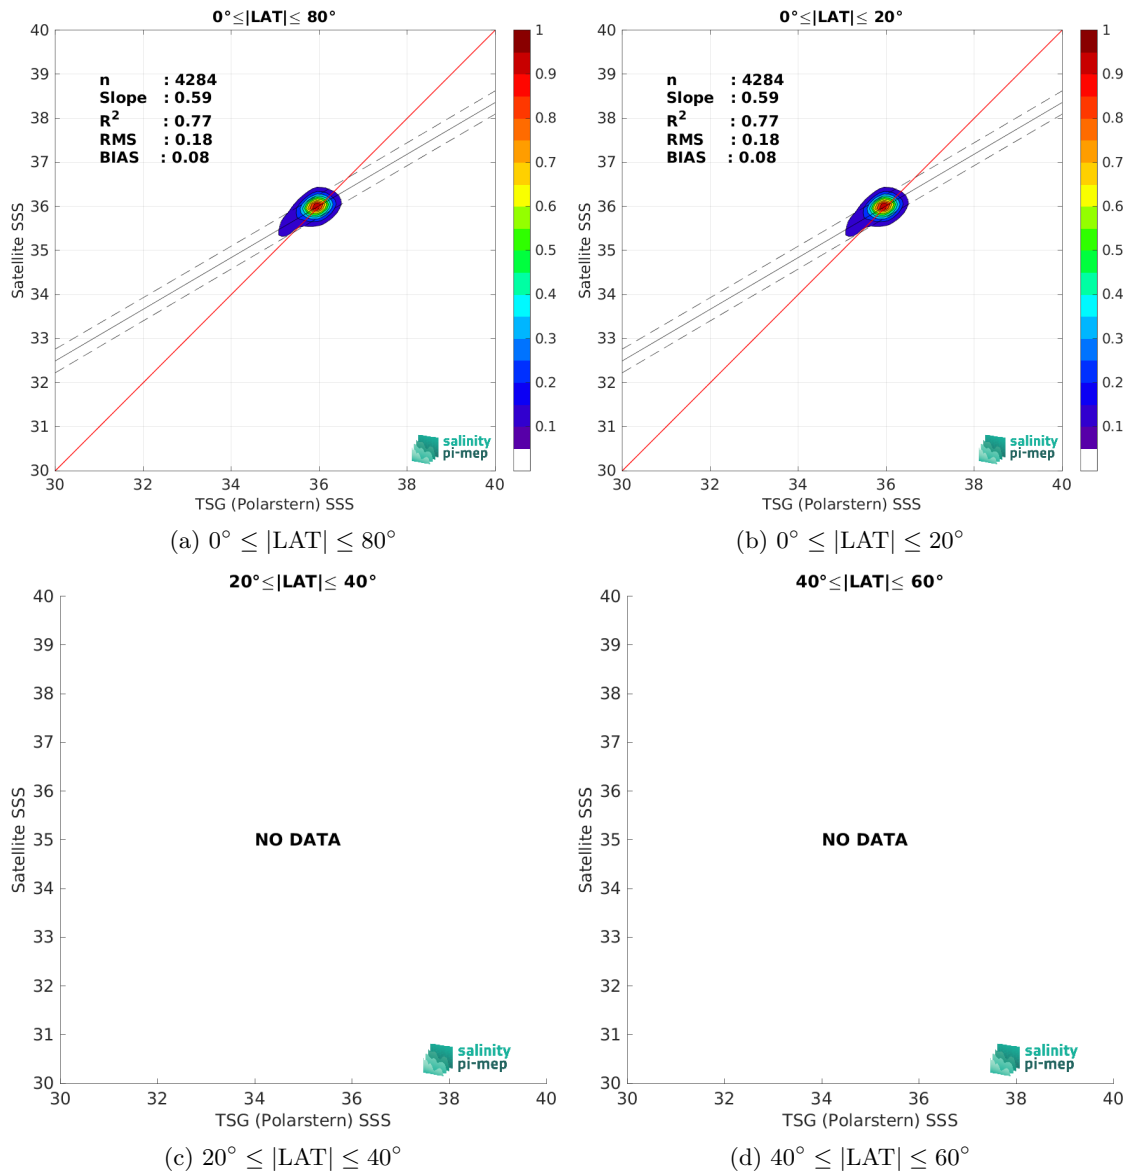 0°≤|LAT|≤ 80°
40
39
38
37
36
35
34
33
32
31
30
Satellite SSS
n : 4284
Slope : 0.59
R² : 0.77
RMS : 0.18
BIAS : 0.08
1
0.9
0.8
0.7
0.6
0.5
0.4
0.3
0.2
0.1
salinity
pi-mep
30 32 34 36 38 40
TSG (Polarstern) SSS
(a) 0° ≤ |LAT| ≤ 80°
0°≤|LAT|≤ 20°
40
39
38
37
36
35
34
33
32
31
30
Satellite SSS
n : 4284
Slope : 0.59
R² : 0.77
RMS : 0.18
BIAS : 0.08
1
0.9
0.8
0.7
0.6
0.5
0.4
0.3
0.2
0.1
salinity
pi-mep
30 32 34 36 38 40
TSG (Polarstern) SSS
(b) 0° ≤ |LAT| ≤ 20°
20°≤|LAT|≤ 40°
40
39
38
37
36
35
34
33
32
31
30
Satellite SSS
NO DATA
salinity
pi-mep
30 32 34 36 38 40
TSG (Polarstern) SSS
(c) 20° ≤ |LAT| ≤ 40°
40°≤|LAT|≤ 60°
40
39
38
37
36
35
34
33
32
31
30
Satellite SSS
NO DATA
salinity
pi-mep
30 32 34 36 38 40
TSG (Polarstern) SSS
(d) 40° ≤ |LAT| ≤ 60°